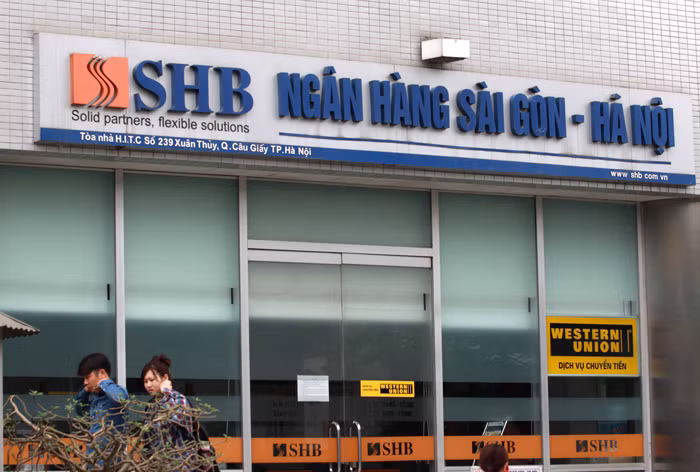 SHB
Solid partners, flexible solutions
NGÂN HÀNG SÀI GÒN - HÀ NỘI
Tòa nhà H.I.T.C Số 239 Xuân Thủy, Q.Cầu Giấy TP.Hà Nội
www shb com vn
WESTERN
UNION
DỊCH VỤ CHUYỂN TIỀN
WESTERN
UNION
SHB
SHB
SHB
SHB